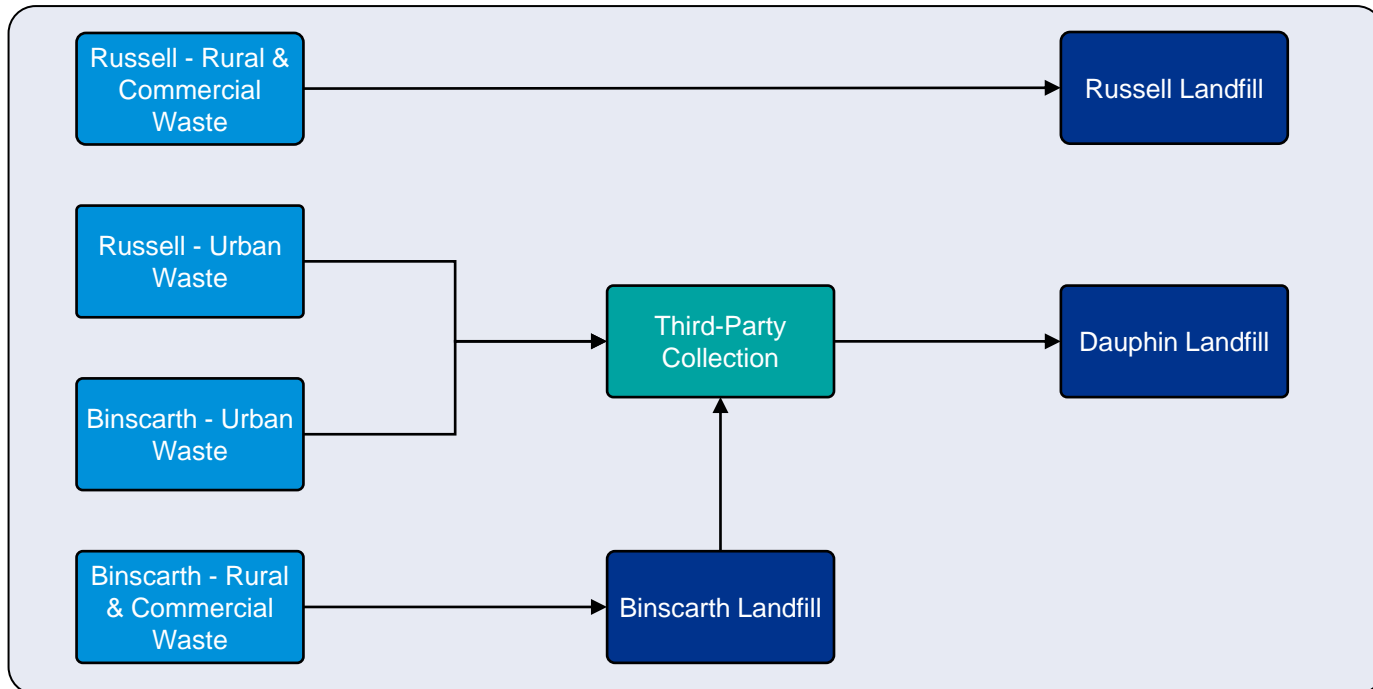 Russell - Rural &
Commercial
Waste
Russell Landfill
Russell - Urban
Waste
Third-Party
Collection
Dauphin Landfill
Binscarth - Urban
Waste
Binscarth - Rural
& Commercial
Waste
Binscarth Landfill